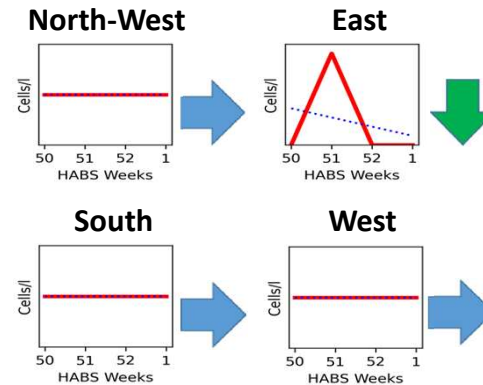 North-West
Cells/l
50 51 52 1
HABS Weeks
East
Cells/l
50 51 52 1
HABS Weeks
South
Cells/l
50 51 52 1
HABS Weeks
West
Cells/l
50 51 52 1
HABS Weeks